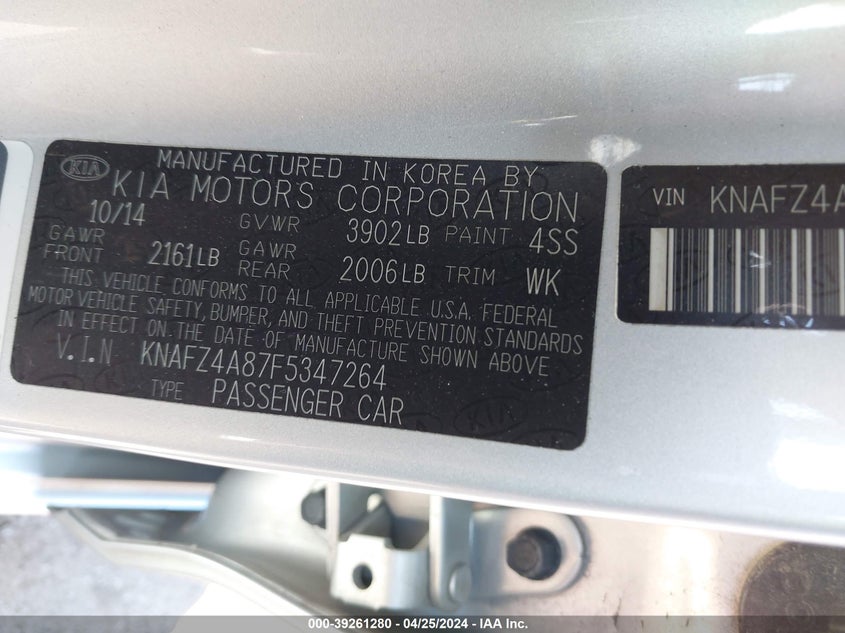 KIA
MANUFACTURED IN KOREA BY
KIA MOTORS CORPORATION
10/14 GVWR 3902LB PAINT 4SS
GAWR FRONT 2161LB GAWR REAR 2006LB TRIM WK
THIS VEHICLE CONFORMS TO ALL APPLICABLE U.S.A. FEDERAL
MOTOR VEHICLE SAFETY, BUMPER, AND THEFT PREVENTION STANDARDS
IN EFFECT ON THE DATE OF MANUFACTURE SHOWN ABOVE
V.I.N KNAFZ4A87F5347264
TYPE PASSENGER CAR
VIN KNAFZ4A
000-39261280 - 04/25/2024 - IAA Inc.